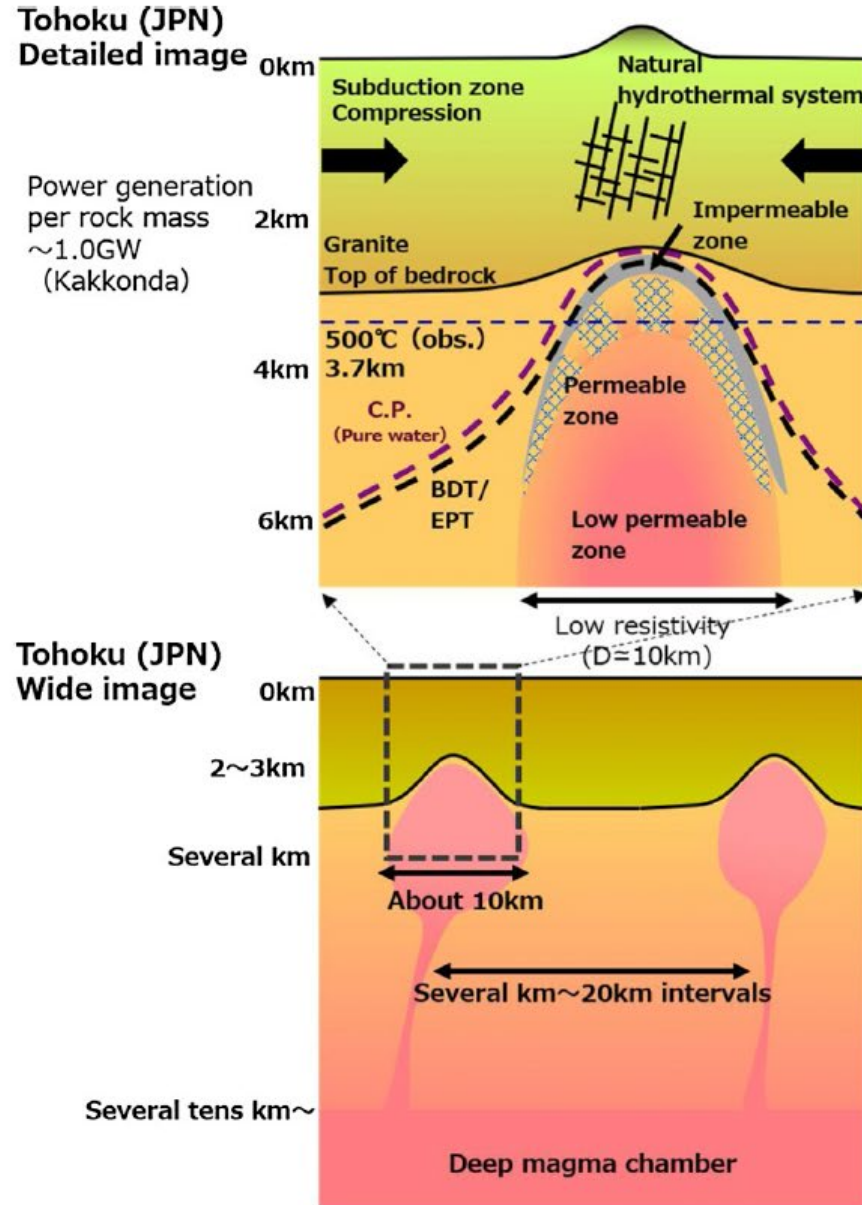 Tohoku (JPN)
Detailed image
0km
Subduction zone
Compression
Natural
hydrothermal system
Power generation
per rock mass
～1.0GW
（Kakkonda）
2km
Impermeable
zone
Granite
Top of bedrock
500℃（obs.）
3.7km
4km
C.P.
(Pure water)
Permeable
zone
BDT/
EPT
6km
Low permeable
zone
Low resistivity
(D≃10km)
Tohoku (JPN)
Wide image
0km
2～3km
Several km
About 10km
Several km～20km intervals
Several tens km～
Deep magma chamber